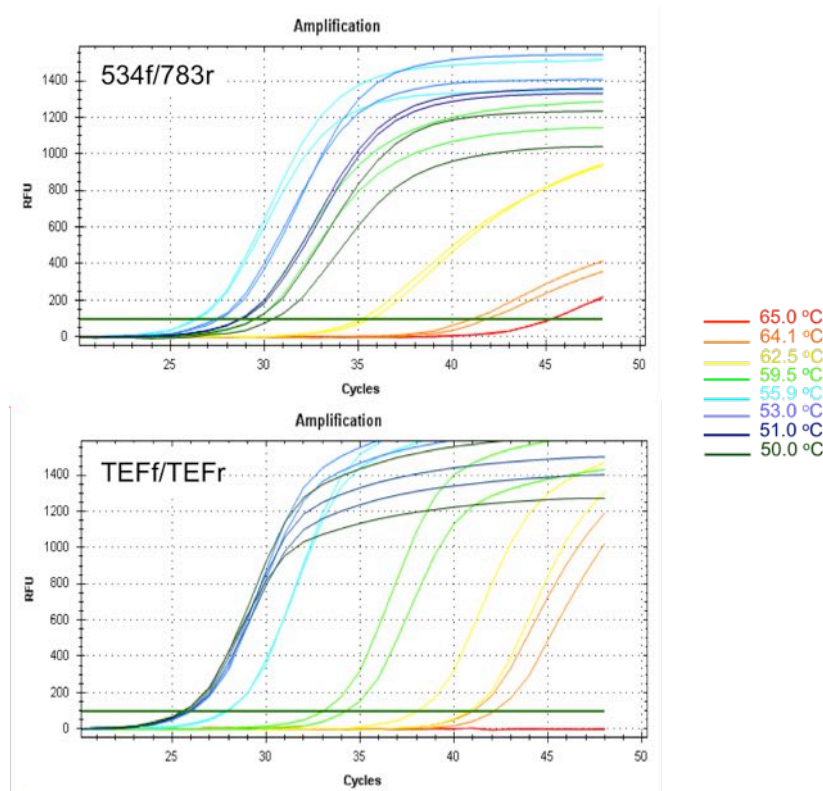 Amplification
534f/783r
1400
1200
1000
800
600
400
200
0
RFU
25 30 35 40 45 50
Cycles
65.0 ºC
64.1 ºC
62.5 ºC
59.5 ºC
55.9 ºC
53.0 ºC
51.0 ºC
50.0 ºC
Amplification
TEFf/TEFr
1400
1200
1000
800
600
400
200
0
RFU
25 30 35 40 45 50
Cycles